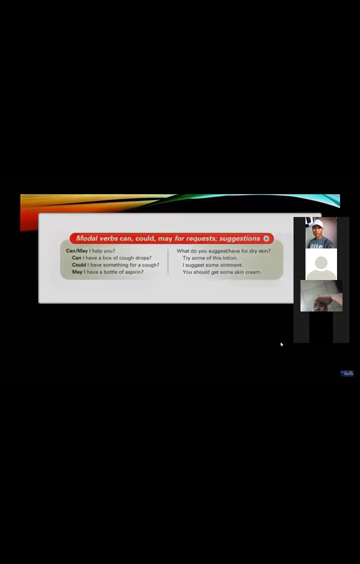 Modal verbs can, could, may for requests; suggestions
Can/May I help you?
Can I have a box of cough drops?
Could I have something for a cough?
May I have a bottle of aspirin?
What do you suggest/have for dry skin?
Try some of this lotion.
I suggest some ointment.
You should get some skin cream.